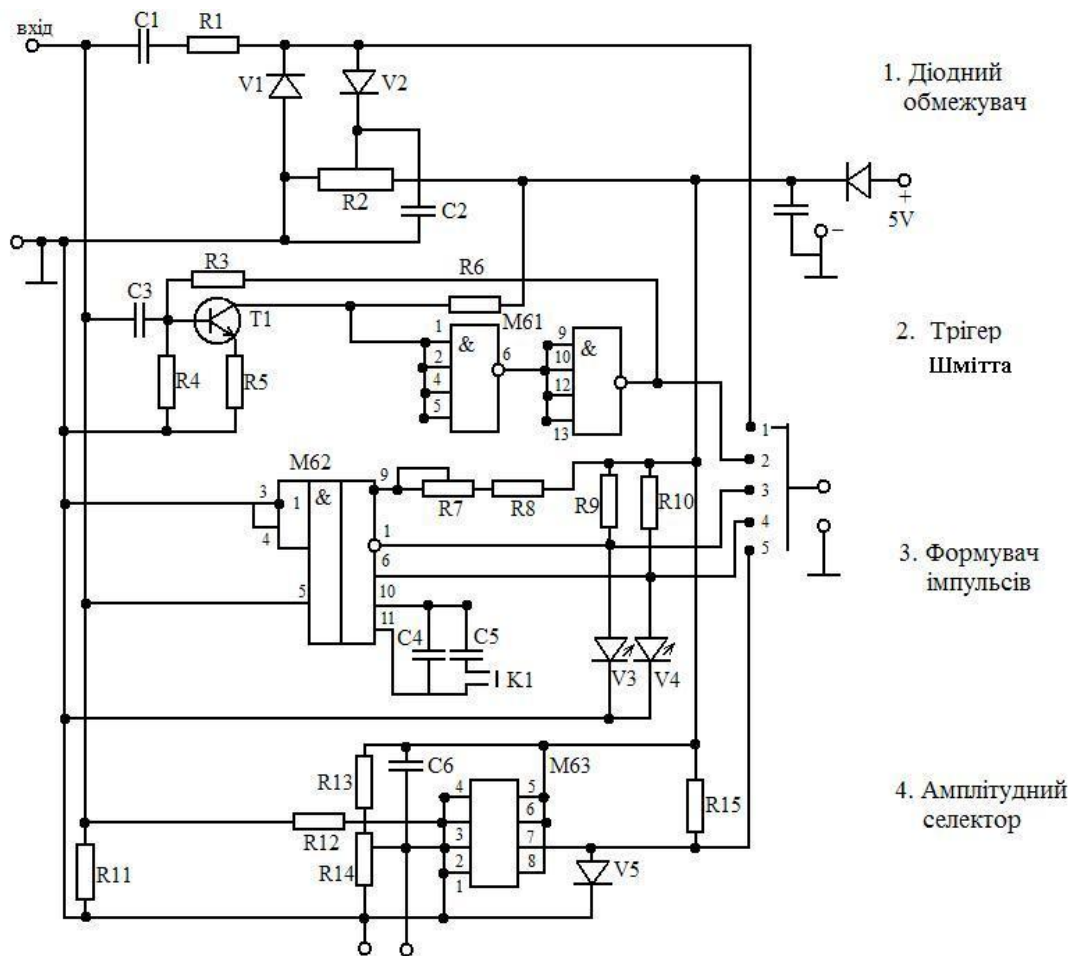 вхід
C1
R1
V1
V2
1. Діодний
обмежувач
R2
C2
+
5V
−
R3
R6
C3
T1
M61
1
2
4
5
&
6
9
10
12
13
&
2. Трігер
Шмітта
R4
R5
1
2
3
4
5
M62
3
1
4
5
&
9
1
6
10
11
R7
R8
R9
R10
3. Формувач
імпульсів
C4
C5
K1
V3
V4
R13
C6
M63
4
3
2
1
5
6
7
8
R12
R14
R11
R15
V5
4. Амплітудний
селектор